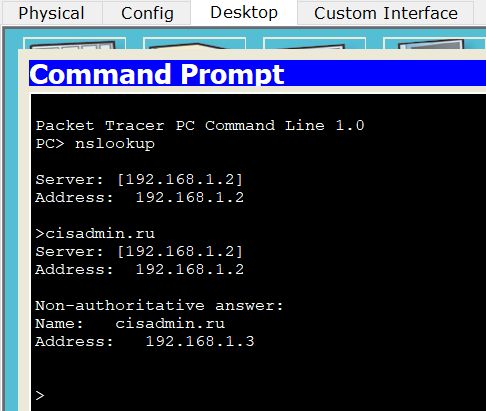 Physical Config Desktop Custom Interface
Command Prompt
Packet Tracer PC Command Line 1.0
PC> nslookup
Server: [192.168.1.2]
Address:  192.168.1.2
>cisadmin.ru
Server: [192.168.1.2]
Address:  192.168.1.2
Non-authoritative answer:
Name:   cisadmin.ru
Address:   192.168.1.3
>